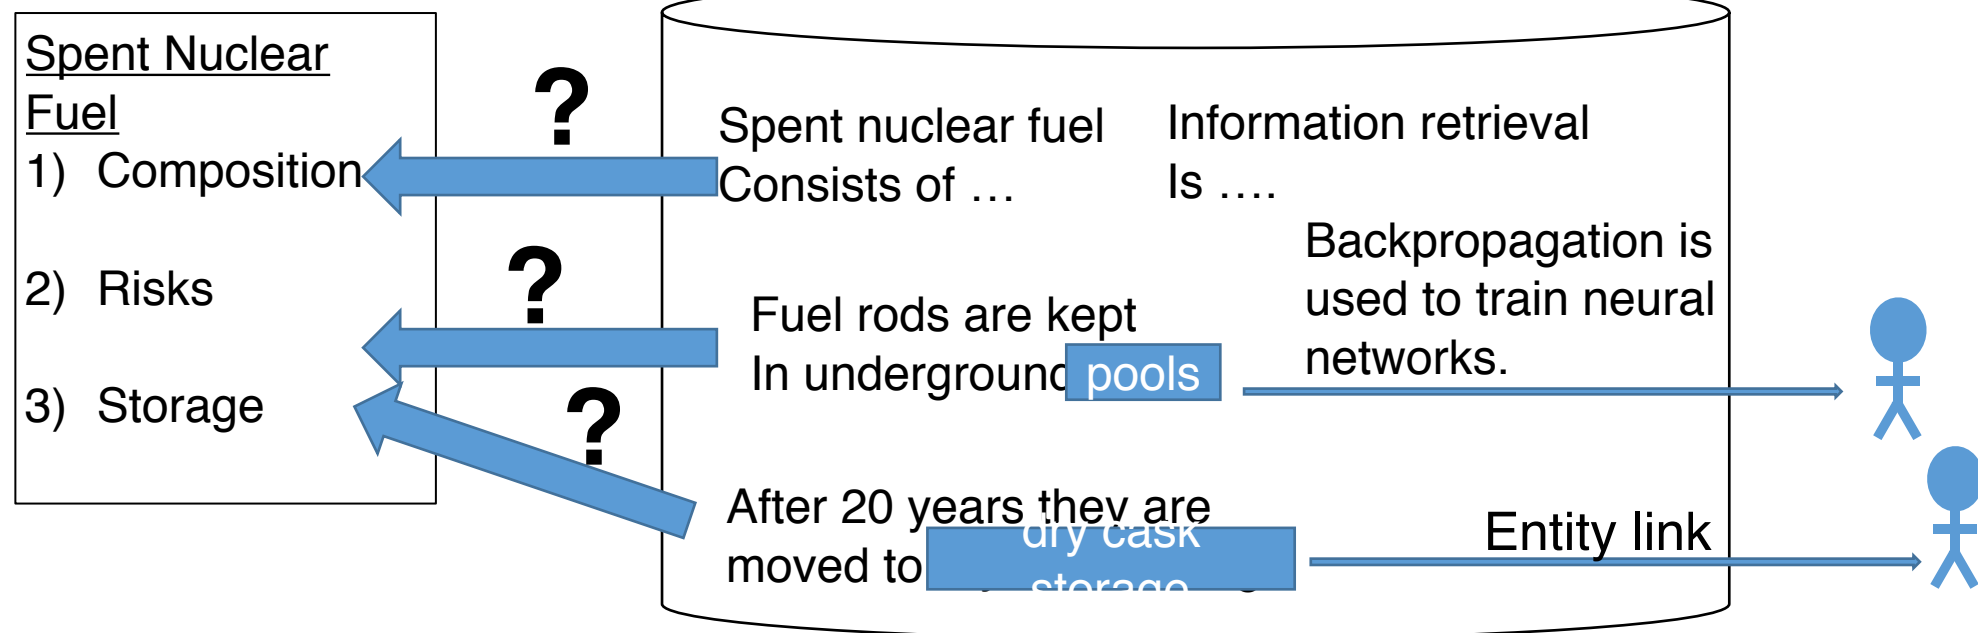 Spent Nuclear
Fuel
1) Composition
2) Risks
3) Storage
?
?
?
Spent nuclear fuel
Consists of …
Information retrieval
Is ….
Backpropagation is
used to train neural
networks.
Fuel rods are kept
In underground pools
After 20 years they are
moved to dry cask
storage
Entity link